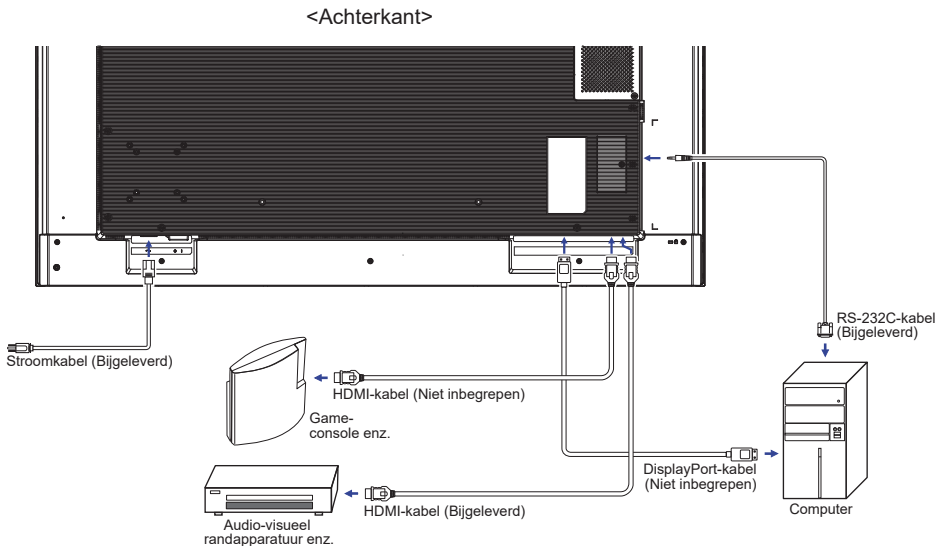 <Achterkant>
RS-232C-kabel
(Bijgeleverd)
Stroomkabel (Bijgeleverd)
HDMI-kabel (Niet inbegrepen)
Game-
console enz.
DisplayPort-kabel
(Niet inbegrepen)
HDMI-kabel (Bijgeleverd)
Computer
Audio-visueel
randapparatuur enz.